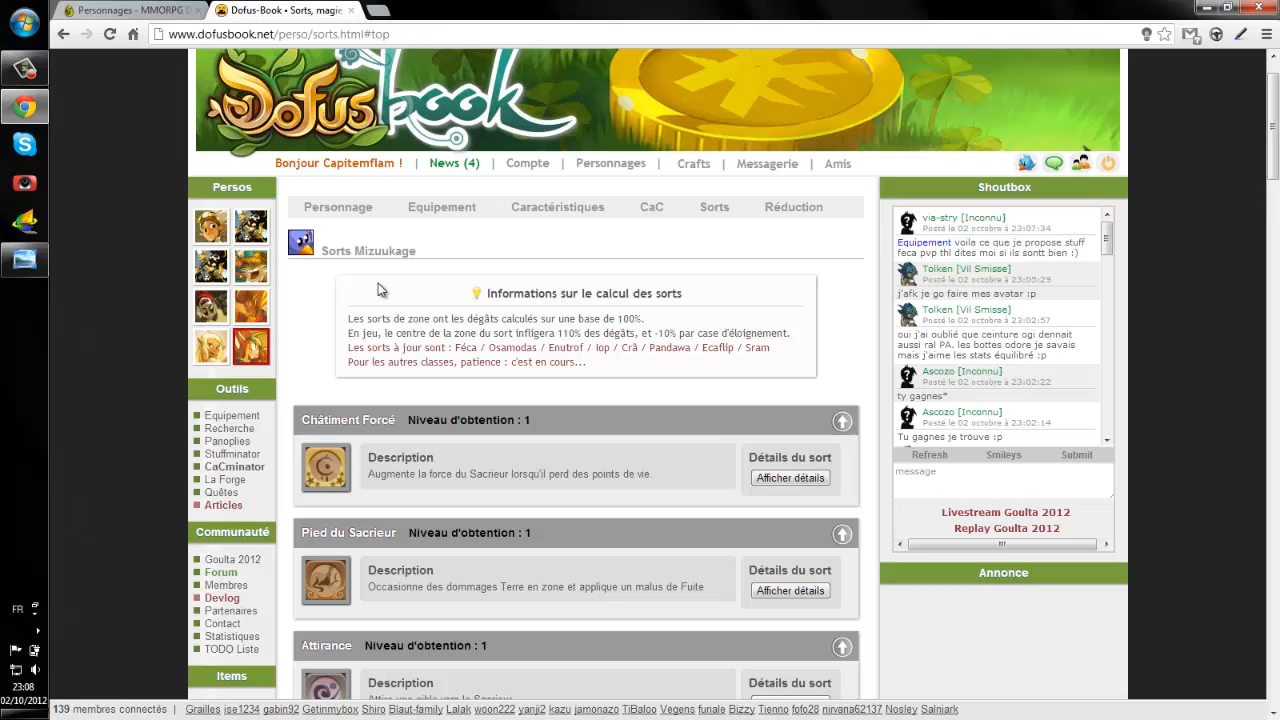 Personnages - MMORPG D
Dofus-Book • Sorts, magie
www.dofusbook.net/perso/sorts.html#top
Dofus book
Bonjour Capitemflam ! | News (4) | Compte | Personnages | Crafts | Messagerie | Amis
Persos
Outils
Equipement
Recherche
Panoplies
Stuffminator
CaCminator
La Forge
Quêtes
Articles
Communauté
Goulta 2012
Forum
Membres
Devlog
Partenaires
Contact
Statistiques
TODO Liste
Items
Personnage Equipement Caractéristiques CaC Sorts Réduction
Sorts Mizuukage
Informations sur le calcul des sorts
Les sorts de zone ont les dégâts calculés sur une base de 100%.
En jeu, le centre de la zone du sort infligera 110% des dégâts, et -10% par case d'éloignement.
Les sorts à jour sont : Féca / Osamodas / Enutrof / Iop / Crâ / Pandawa / Ecaflip / Sram
Pour les autres classes, patience : c'est en cours...
Châtiment Forcé Niveau d'obtention : 1
Description
Augmente la force du Sacrieur lorsqu'il perd des points de vie.
Détails du sort
Afficher détails
Pied du Sacrieur Niveau d'obtention : 1
Description
Occasionne des dommages Terre en zone et applique un malus de Fuite
Détails du sort
Afficher détails
Attirance Niveau d'obtention : 1
Description
Détails du sort
Shoutbox
via-stry [Inconnu]
Posté le 02 octobre à 23:07:34
Equipement voila ce que je propose stuff
feca pvp thl dites moi si ils sontt bien :)
Tolken [Vil Smisse]
Posté le 02 octobre à 23:05:29
j'afk je go faire mes avatar :p
Tolken [Vil Smisse]
Posté le 02 octobre à 23:02:57
oui j'ai oublié que ceinture ogi dennait
aussi ral PA. les bottes odore je savais
mais j'aime les stats équilibré :p
Ascozo [Inconnu]
Posté le 02 octobre à 23:02:22
ty gagnes*
Ascozo [Inconnu]
Posté le 02 octobre à 23:02:14
Tu gagnes je trouve :p
Refresh Smileys Submit
message
Livestream Goulta 2012
Replay Goulta 2012
Annonce
FR
23:08
02/10/2012
139 membres connectés Grailles ise1234 gabin92 Getinmybox Shiro Blaut-family Lalak yoon222 yanji2 kazu jamonozo TiBaloo Vegens fumale Bizzy Tienno fofo28 nirvana62137 Nosley Salniark